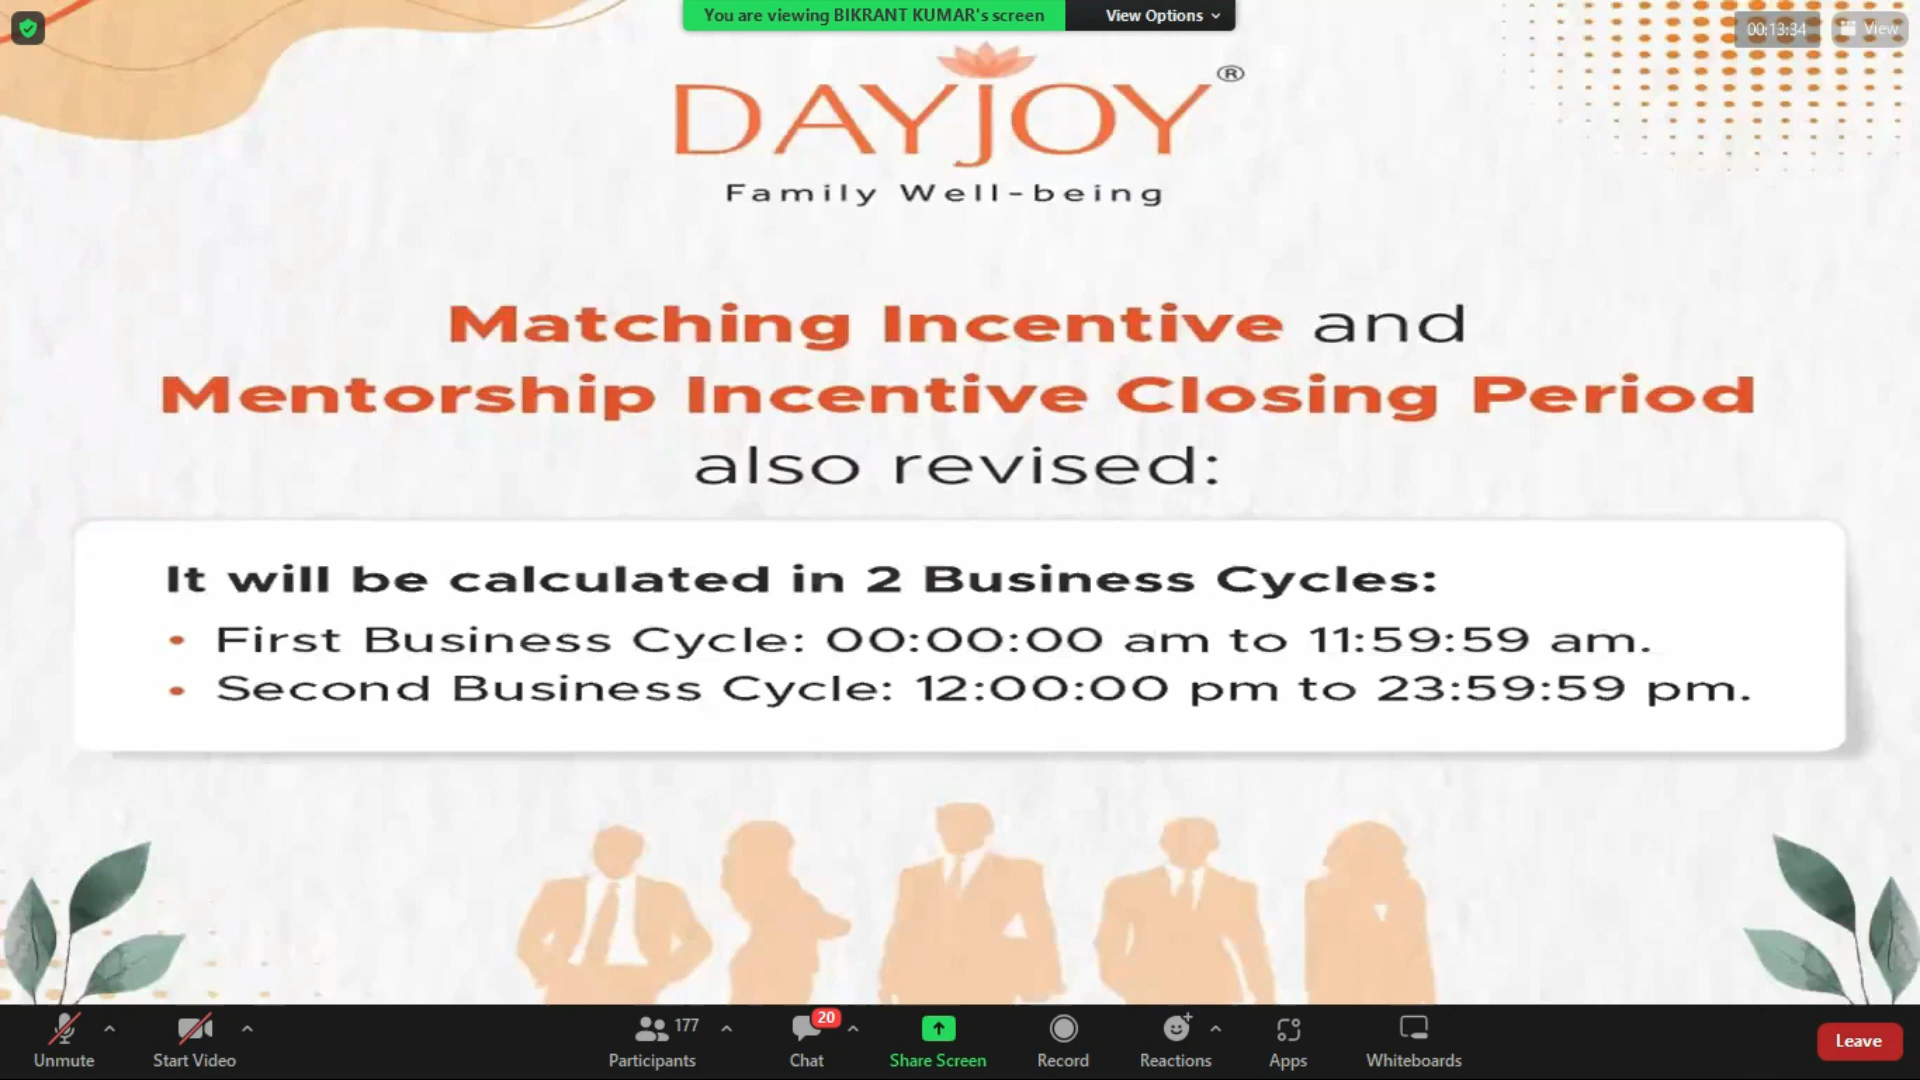 You are viewing BIKRANT KUMAR's screen
View Options
00:13:34
View
DAYJOY®
Family Well-being
Matching Incentive and
Mentorship Incentive Closing Period
also revised:
It will be calculated in 2 Business Cycles:
• First Business Cycle: 00:00:00 am to 11:59:59 am.
• Second Business Cycle: 12:00:00 pm to 23:59:59 pm.
Unmute
Start Video
177
Participants
20
Chat
Share Screen
Record
Reactions
Apps
Whiteboards
Leave